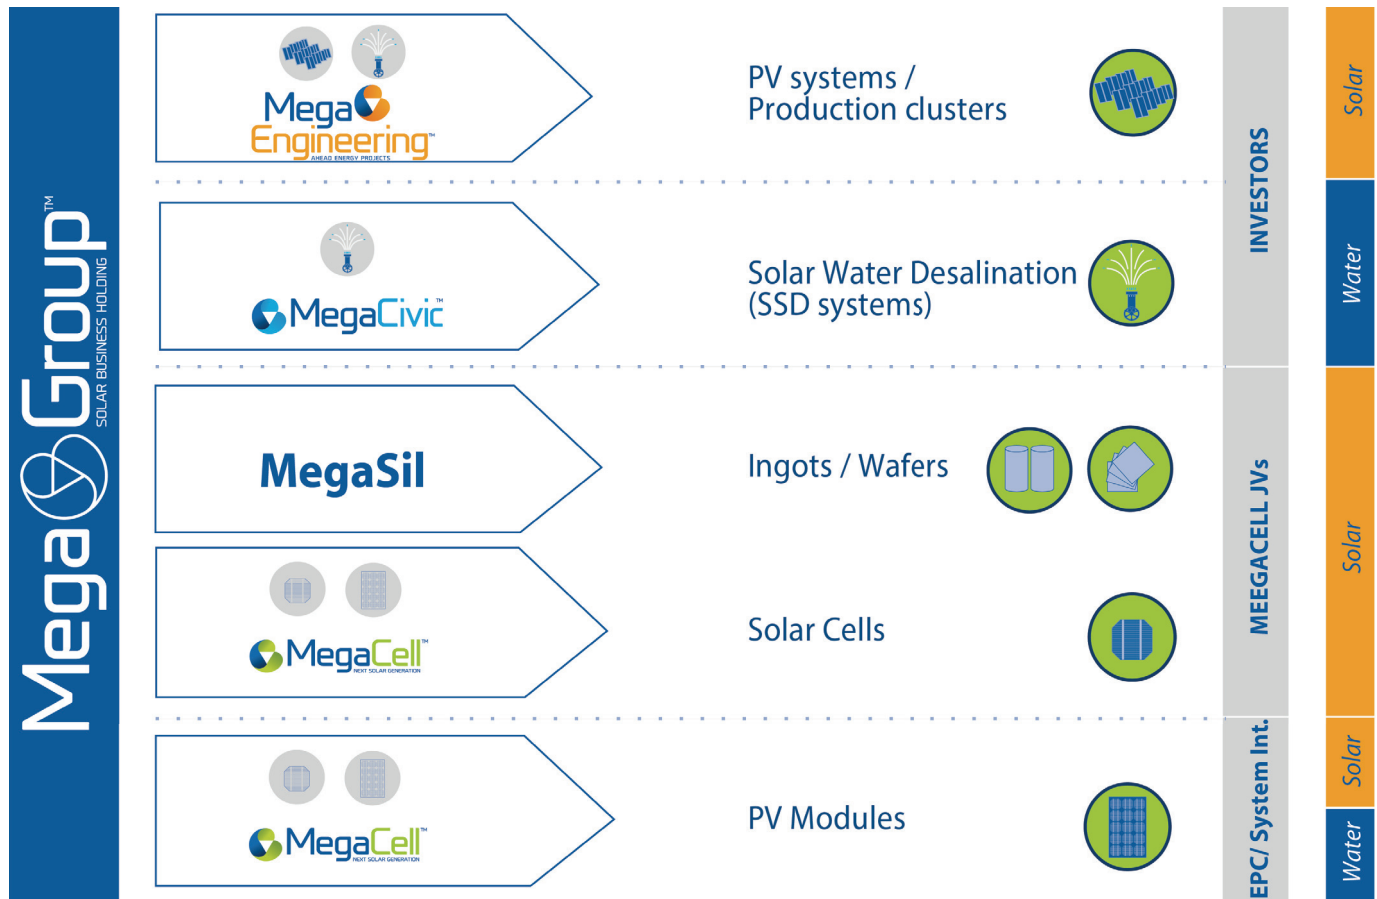 MegaGroup™
SOLAR BUSINESS HOLDING
Mega
Engineering™
AHEAD ENERGY PROJECTS
PV systems /
Production clusters
MegaCivic™
Solar Water Desalination
(SSD systems)
INVESTORS
Solar
Water
MegaSil
Ingots / Wafers
MegaCell™
NEXT SOLAR GENERATION
Solar Cells
MEEGACELL JVs
Solar
MegaCell™
NEXT SOLAR GENERATION
PV Modules
EPC/ System Int.
Solar
Water